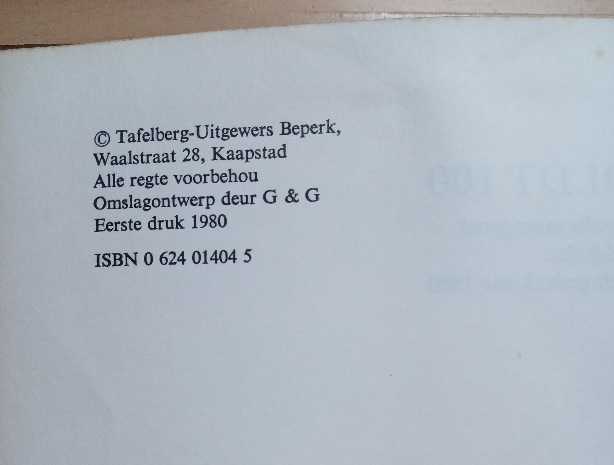 © Tafelberg-Uitgewers Beperk,
Waalstraat 28, Kaapstad
Alle regte voorbehou
Omslagontwerp deur G & G
Eerste druk 1980
ISBN 0 624 01404 5